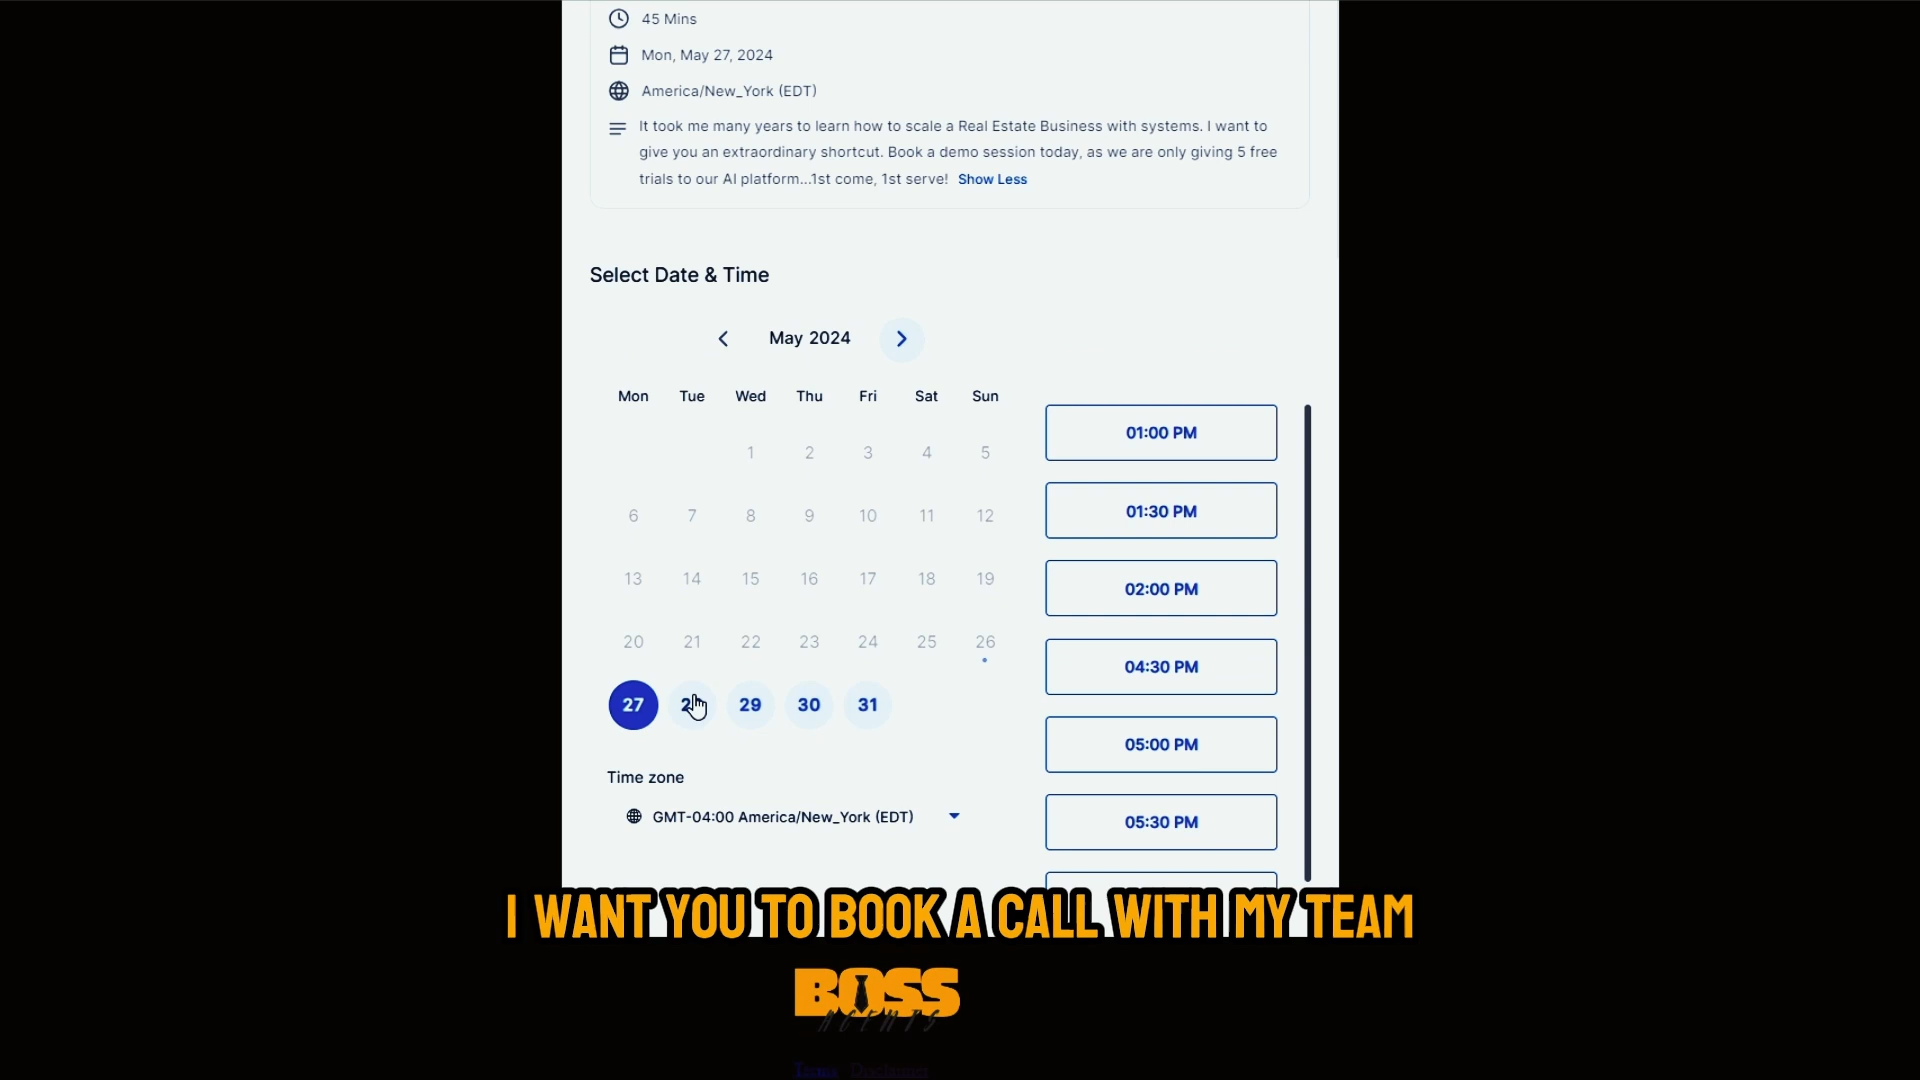 45 Mins
Mon, May 27, 2024
America/New_York (EDT)
It took me many years to learn how to scale a Real Estate Business with systems. I want to
give you an extraordinary shortcut. Book a demo session today, as we are only giving 5 free
trials to our AI platform...1st come, 1st serve! Show Less
Select Date & Time
May 2024
Mon Tue Wed Thu Fri Sat Sun
1 2 3 4 5
6 7 8 9 10 11 12
13 14 15 16 17 18 19
20 21 22 23 24 25 26
27 2 29 30 31
Time zone
GMT-04:00 America/New_York (EDT)
01:00 PM
01:30 PM
02:00 PM
04:30 PM
05:00 PM
05:30 PM
I WANT YOU TO BOOK A CALL WITH MY TEAM
BOSS
AGENTS
Terms Disclaimer